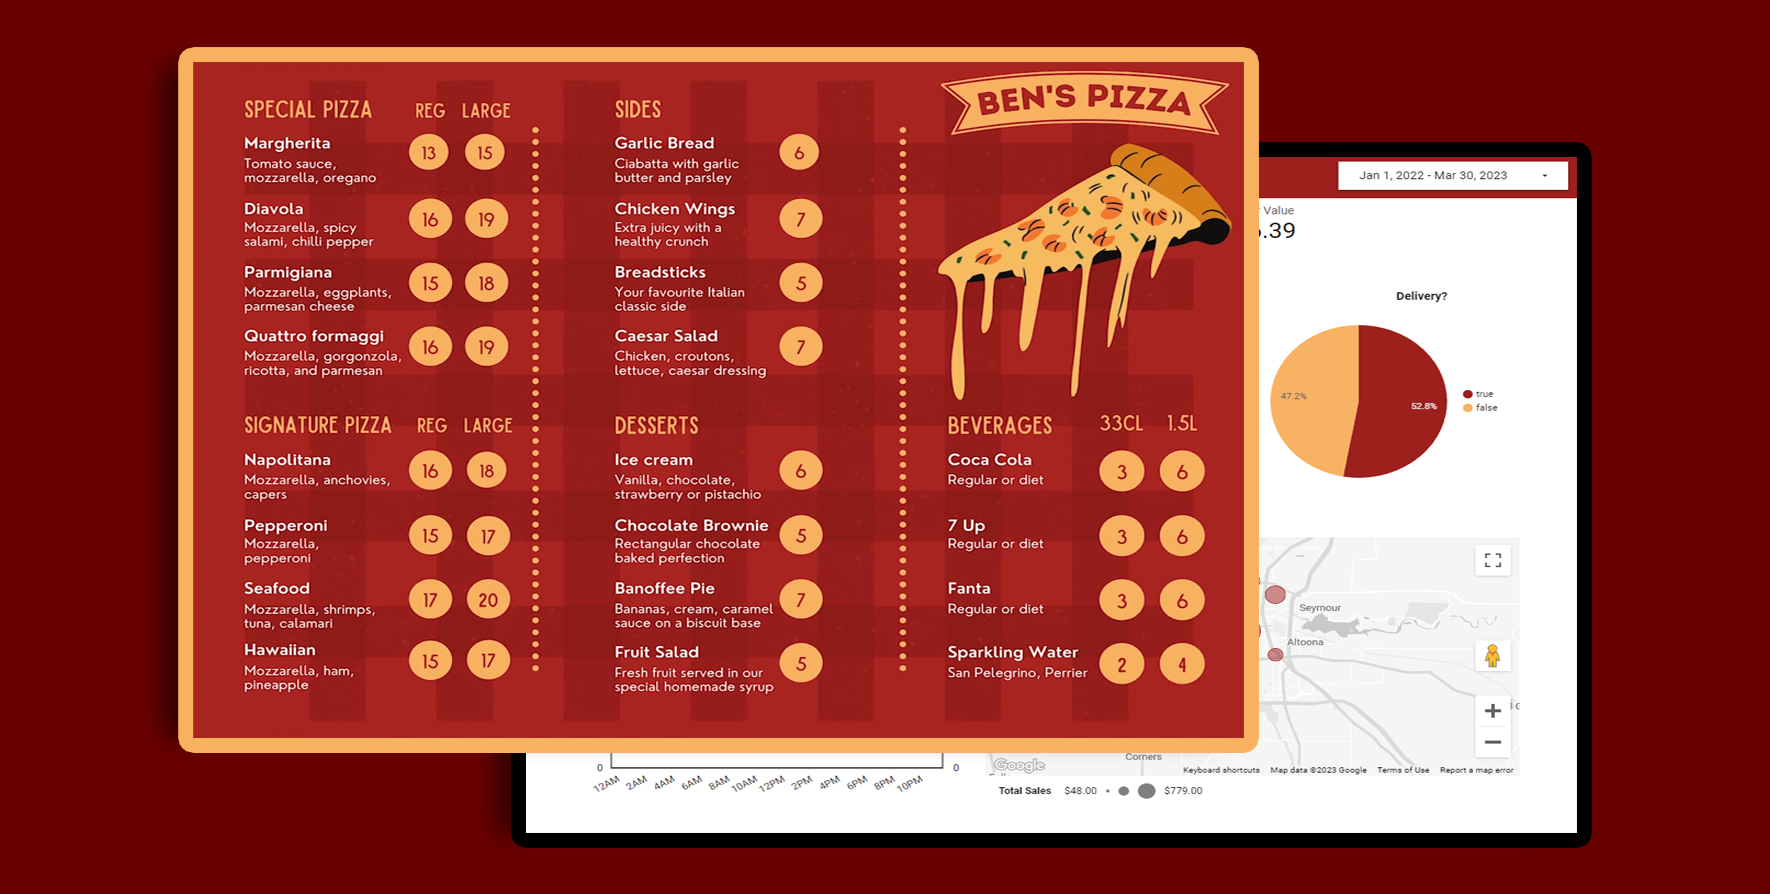 BEN'S PIZZA
SPECIAL PIZZA REG LARGE
Margherita 13 15
Tomato sauce,
mozzarella, oregano
Diavola 16 19
Mozzarella, spicy
salami, chilli pepper
Parmigiana 15 18
Mozzarella, eggplants,
parmesan cheese
Quattro formaggi 16 19
Mozzarella, gorgonzola,
ricotta, and parmesan
SIGNATURE PIZZA REG LARGE
Napolitana 16 18
Mozzarella, anchovies,
capers
Pepperoni 15 17
Mozzarella,
pepperoni
Seafood 17 20
Mozzarella, shrimps,
tuna, calamari
Hawaiian 15 17
Mozzarella, ham,
pineapple
SIDES
Garlic Bread 6
Ciabatta with garlic
butter and parsley
Chicken Wings 7
Extra juicy with a
healthy crunch
Breadsticks 5
Your favourite Italian
classic side
Caesar Salad 7
Chicken, croutons,
lettuce, caesar dressing
DESSERTS
Ice cream 6
Vanilla, chocolate,
strawberry or pistachio
Chocolate Brownie 5
Rectangular chocolate
baked perfection
Banoffee Pie 7
Bananas, cream, caramel
sauce on a biscuit base
Fruit Salad 5
Fresh fruit served in our
special homemade syrup
BEVERAGES 33CL 1.5L
Coca Cola 3 6
Regular or diet
7 Up 3 6
Regular or diet
Fanta 3 6
Regular or diet
Sparkling Water 2 4
San Pelegrino, Perrier
Jan 1, 2022 - Mar 30, 2023
Value
.39
Delivery?
47.2% 52.8%
true
false
Seymour
Altoona
Corners
Google
Keyboard shortcuts Map data ©2023 Google Terms of Use Report a map error
Total Sales $48.00 $779.00
0 0
12AM 2AM 4AM 6AM 8AM 10AM 12PM 2PM 4PM 6PM 8PM 10PM